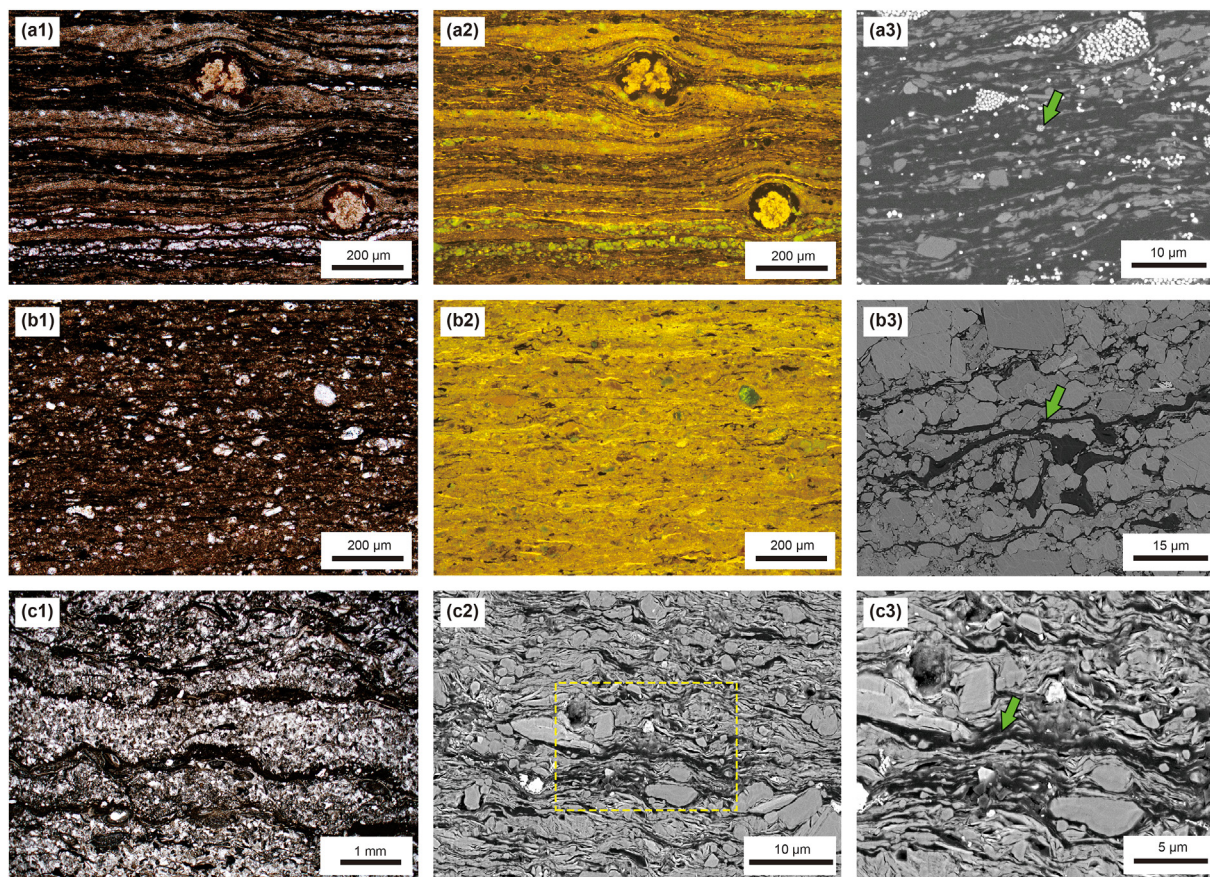 (a1)
(a2)
(a3)
200 µm
200 µm
10 µm
(b1)
(b2)
(b3)
200 µm
200 µm
15 µm
(c1)
(c2)
(c3)
1 mm
10 µm
5 µm